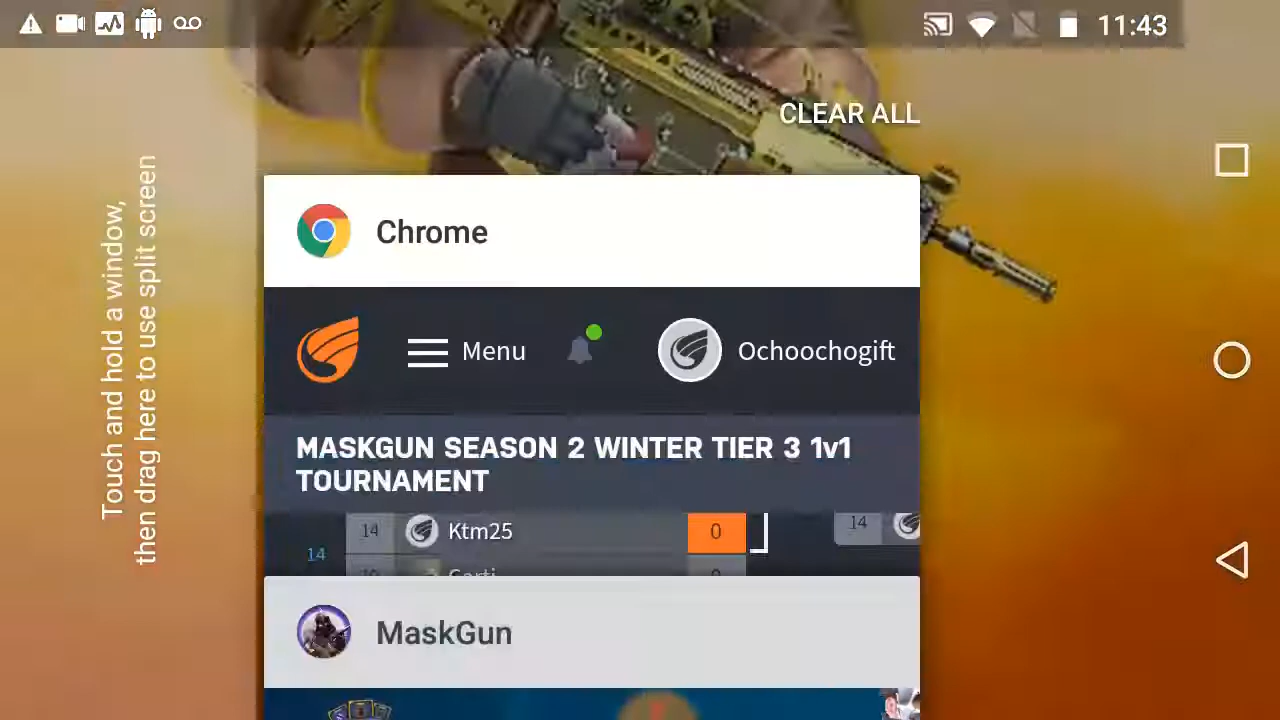 11:43
CLEAR ALL
Touch and hold a window,
then drag here to use split screen
Chrome
Menu
Ochoochogift
MASKGUN SEASON 2 WINTER TIER 3 1v1
TOURNAMENT
14
14 Ktm25 0
14
MaskGun